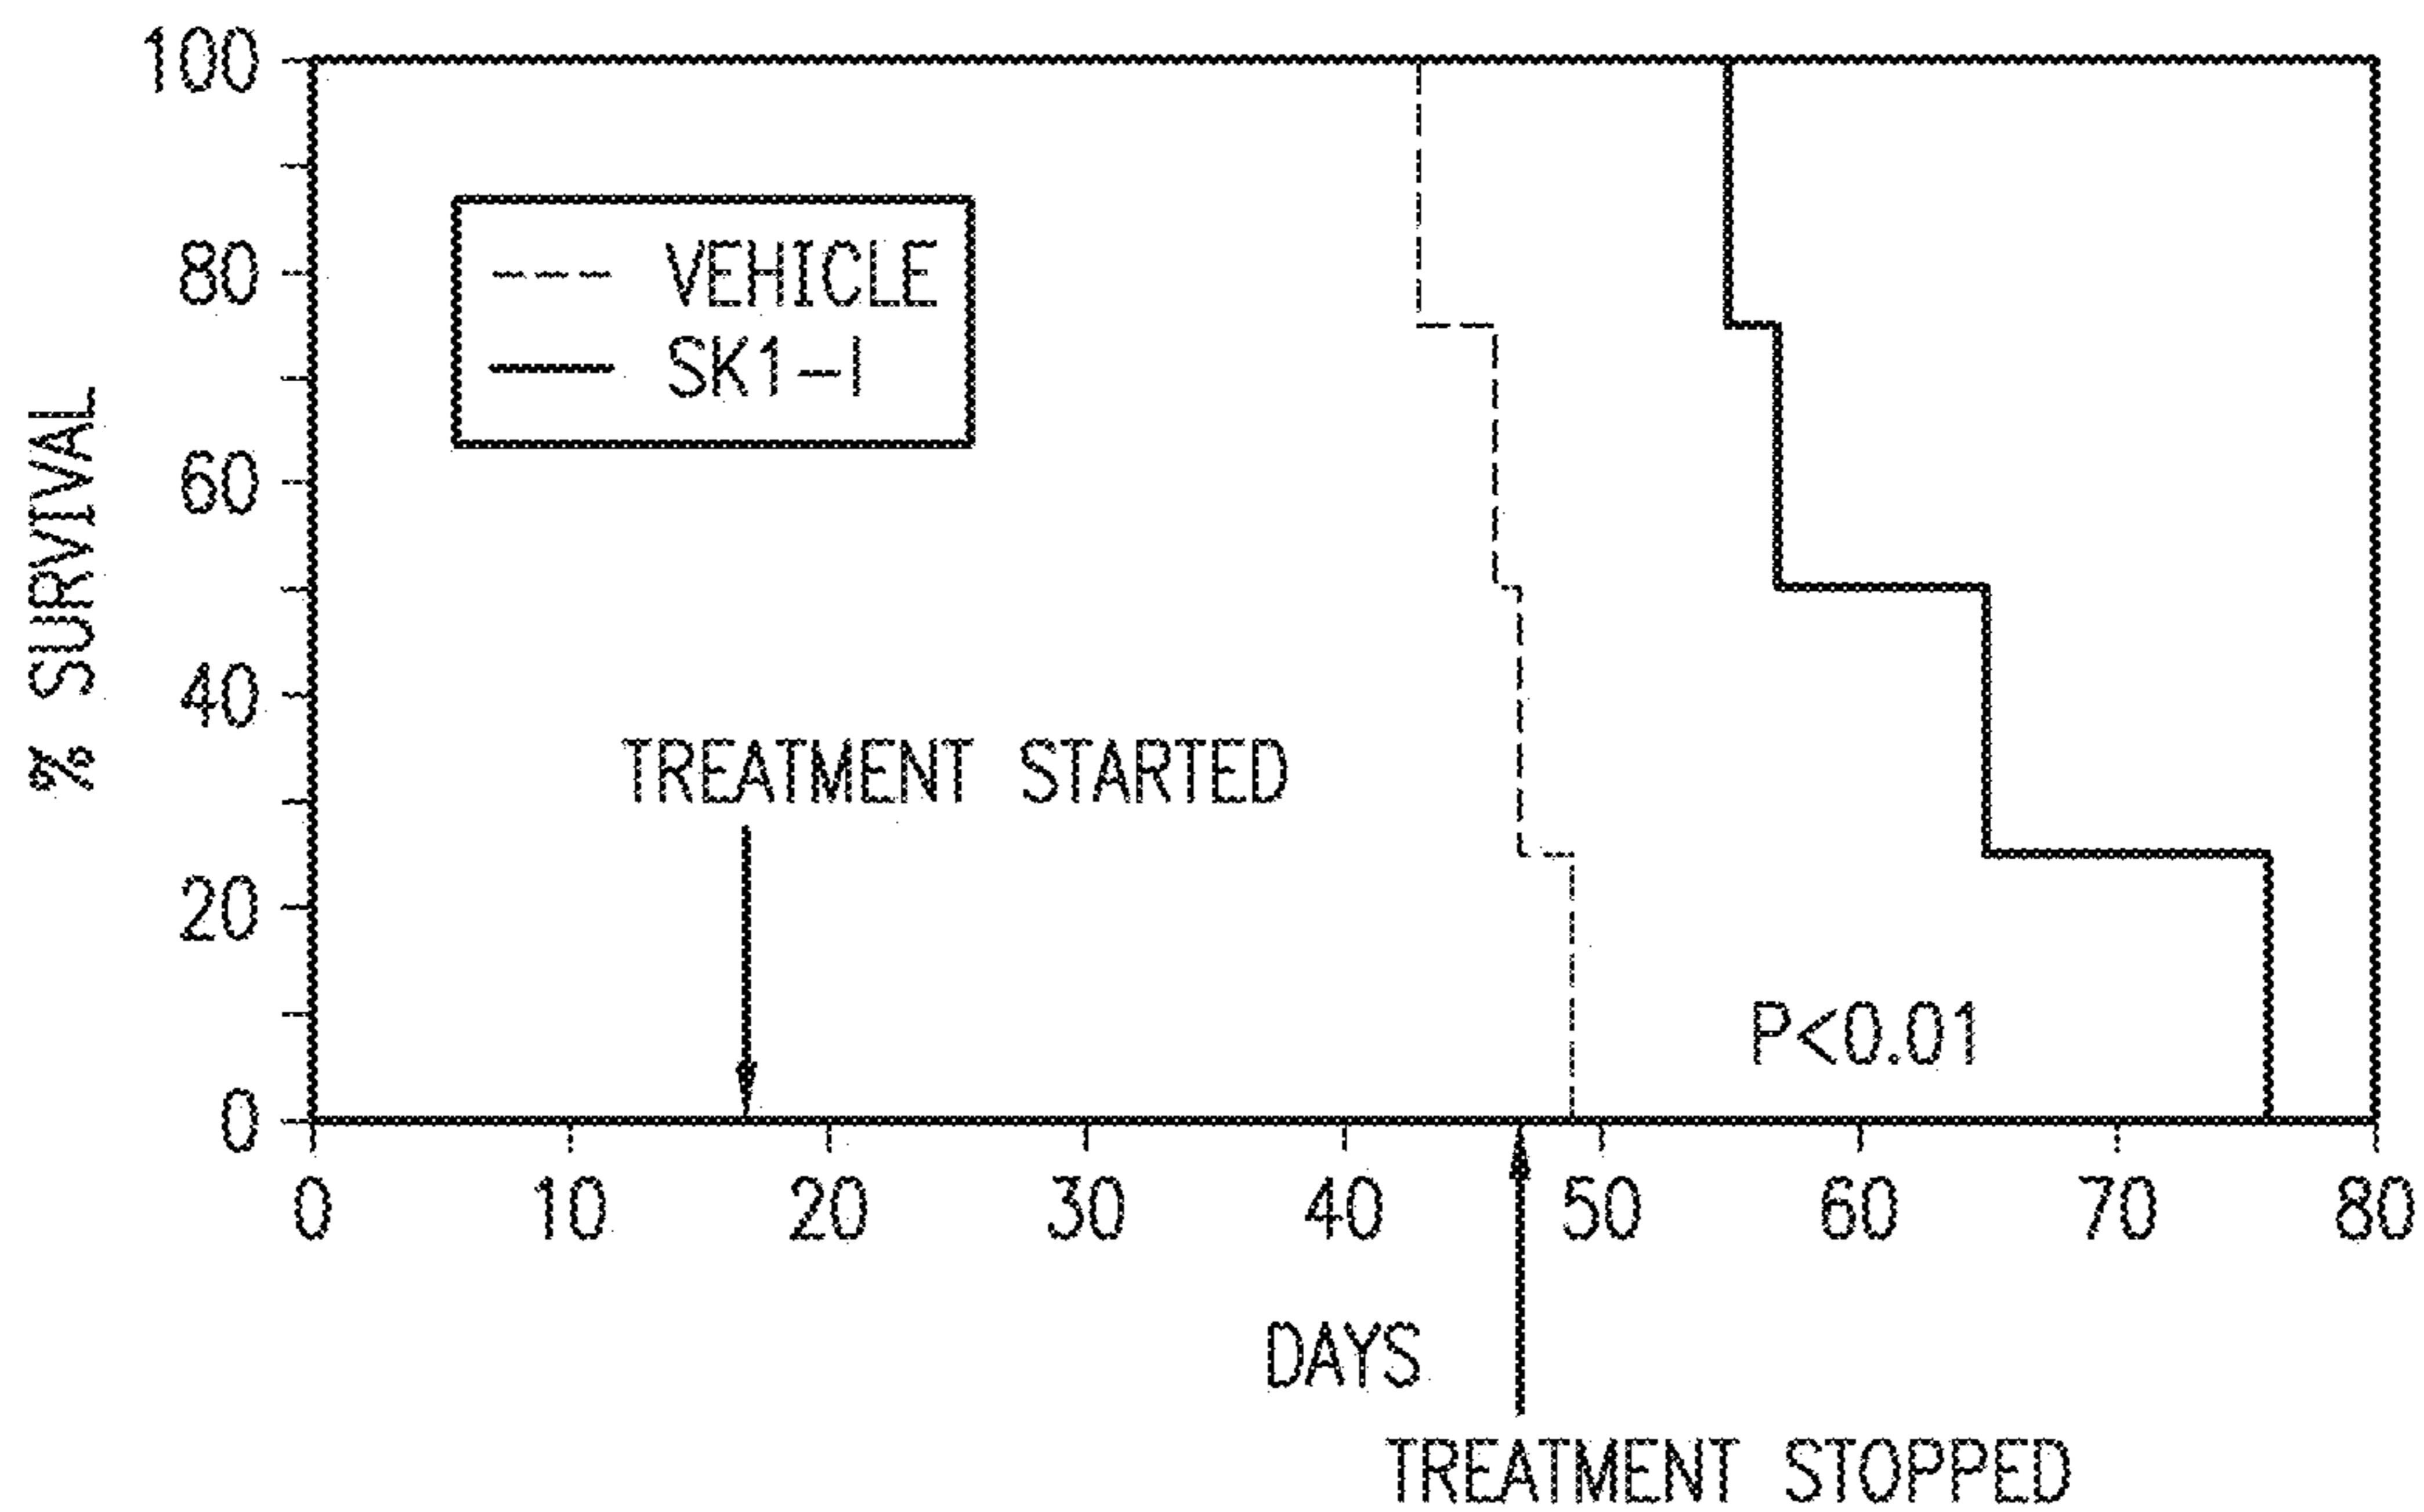 % SURVIVAL
100
80
60
40
20
0
VEHICLE
SK1-I
TREATMENT STARTED
P<0.01
0 10 20 30 40 50 60 70 80
DAYS
TREATMENT STOPPED